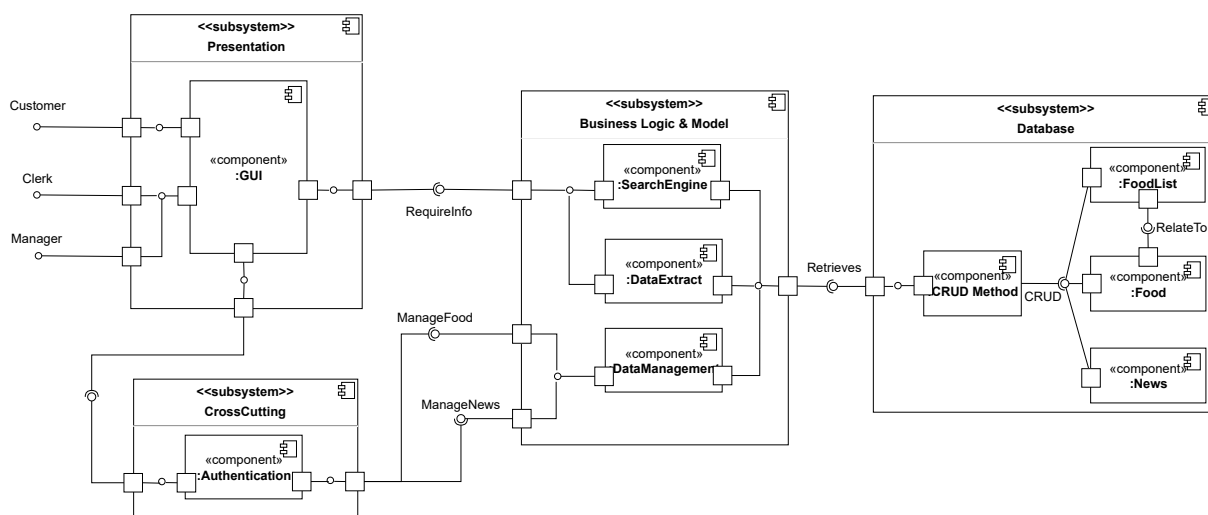 <<subsystem>>
Presentation
Customer
Clerk
Manager
«component»
:GUI
RequireInfo
<<subsystem>>
Business Logic & Model
«component»
:SearchEngine
«component»
:DataExtract
«component»
:DataManagement
Retrieves
<<subsystem>>
Database
«component»
:FoodList
RelateTo
«component»
:CRUD Method
CRUD
«component»
:Food
«component»
:News
ManageFood
ManageNews
<<subsystem>>
CrossCutting
«component»
:Authentication